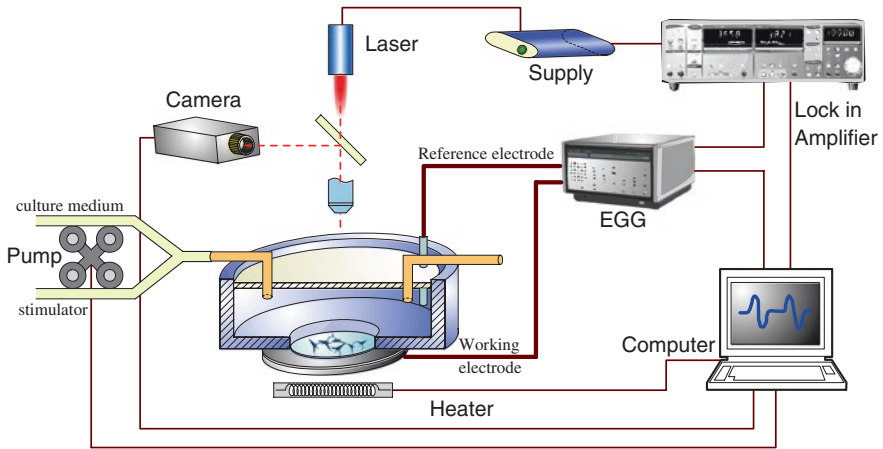 Laser
Supply
Camera
Lock in
Amplifier
Reference electrode
EGG
culture medium
Pump
stimulator
Working
electrode
Computer
Heater